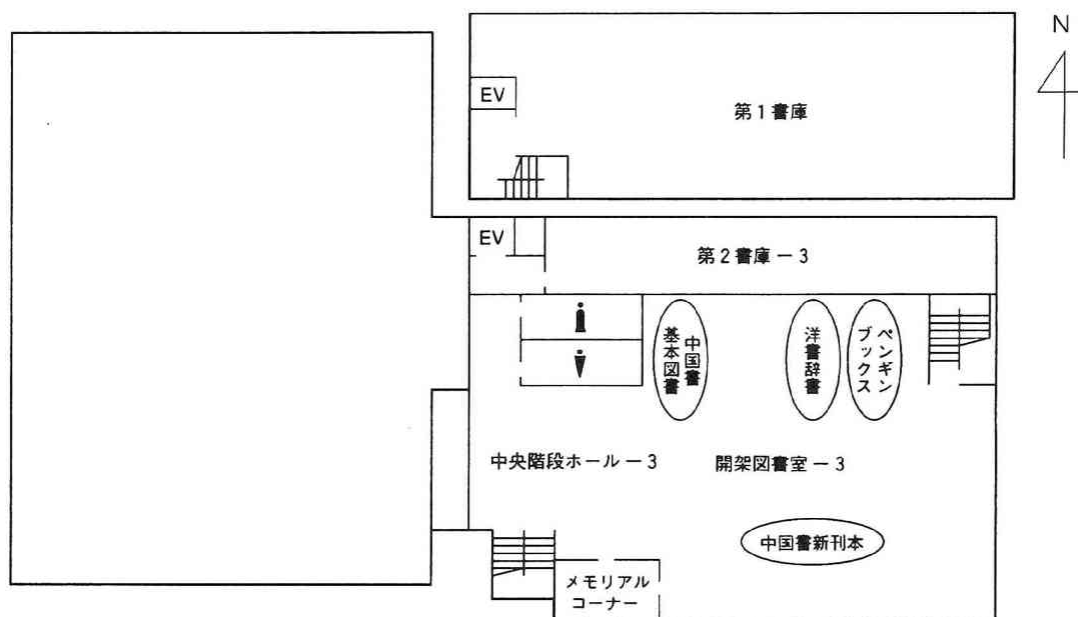 N
EV
第1書庫
EV
第2書庫－3
中国書
基本図書
洋書辞書
ペンギン
ブックス
中央階段ホール－3
開架図書室－3
中国書新刊本
メモリアル
コーナー